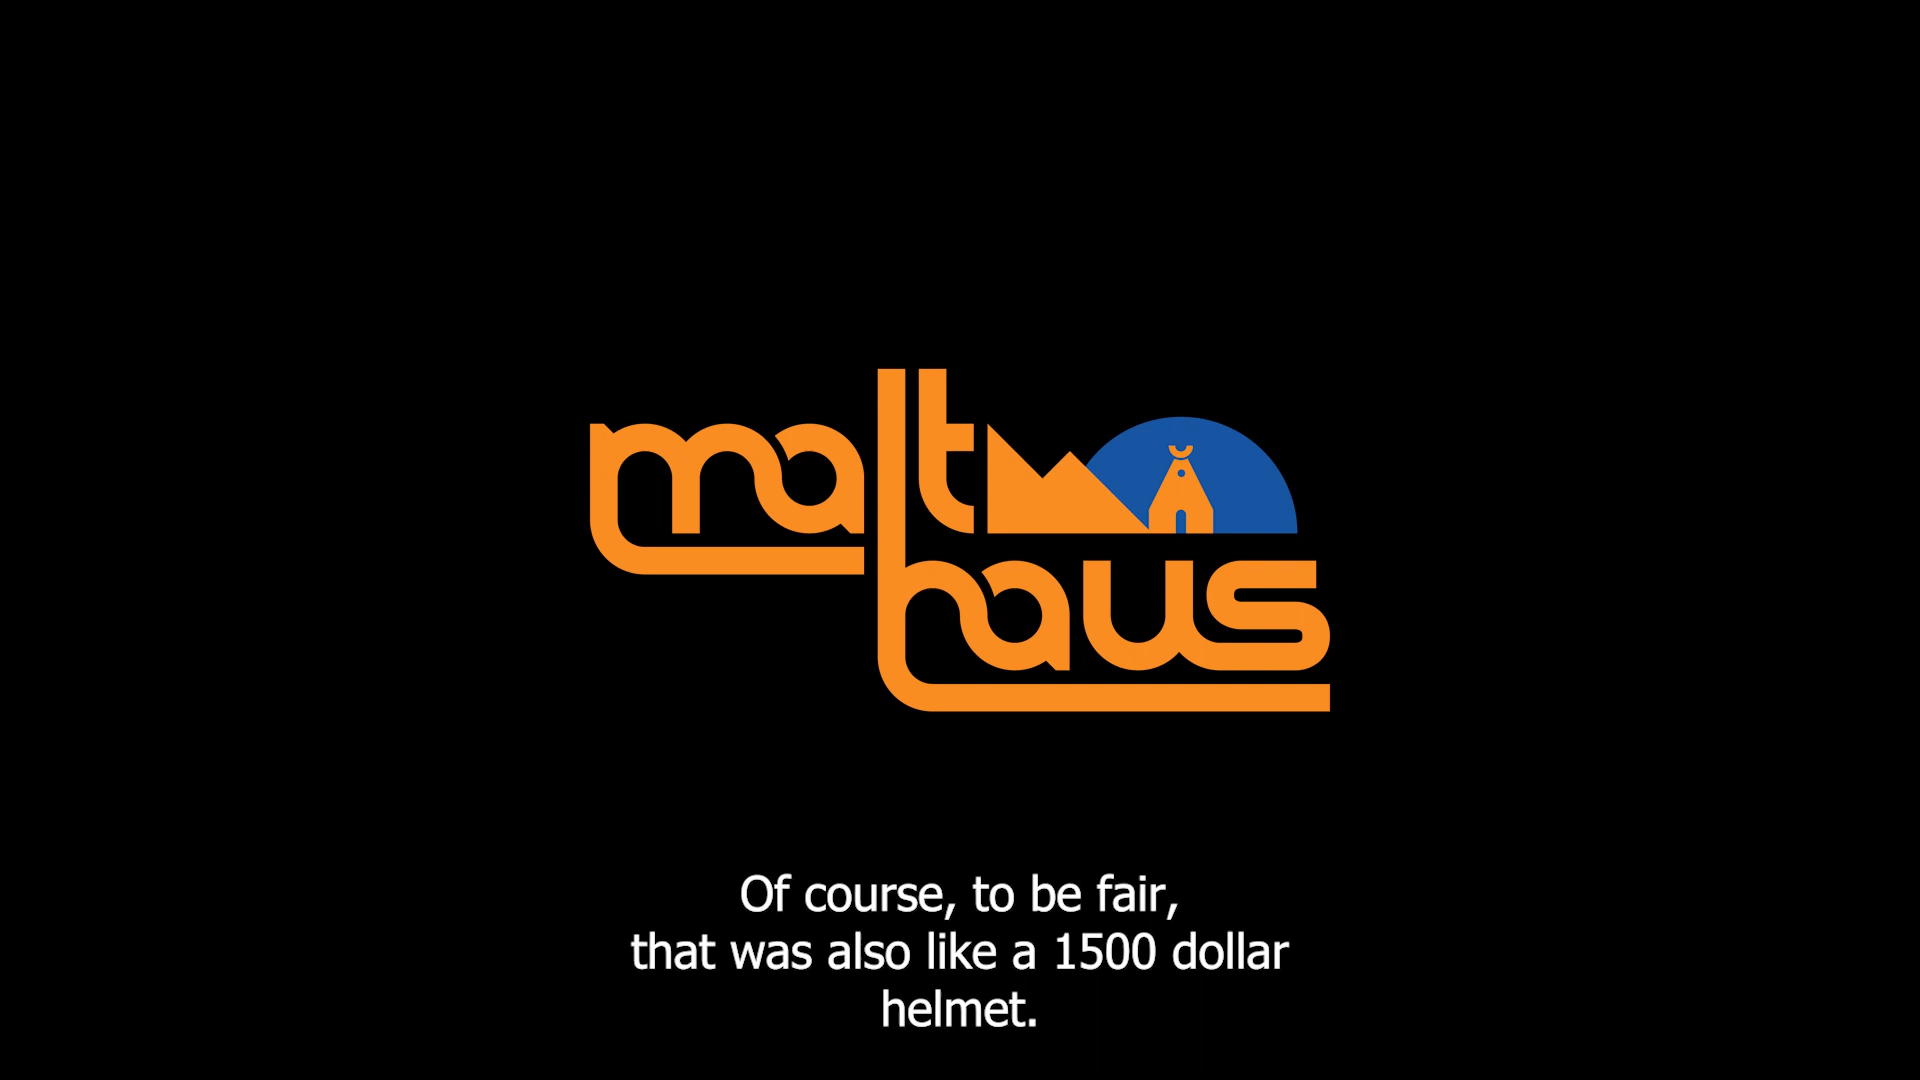 malt
haus
Of course, to be fair,
that was also like a 1500 dollar
helmet.